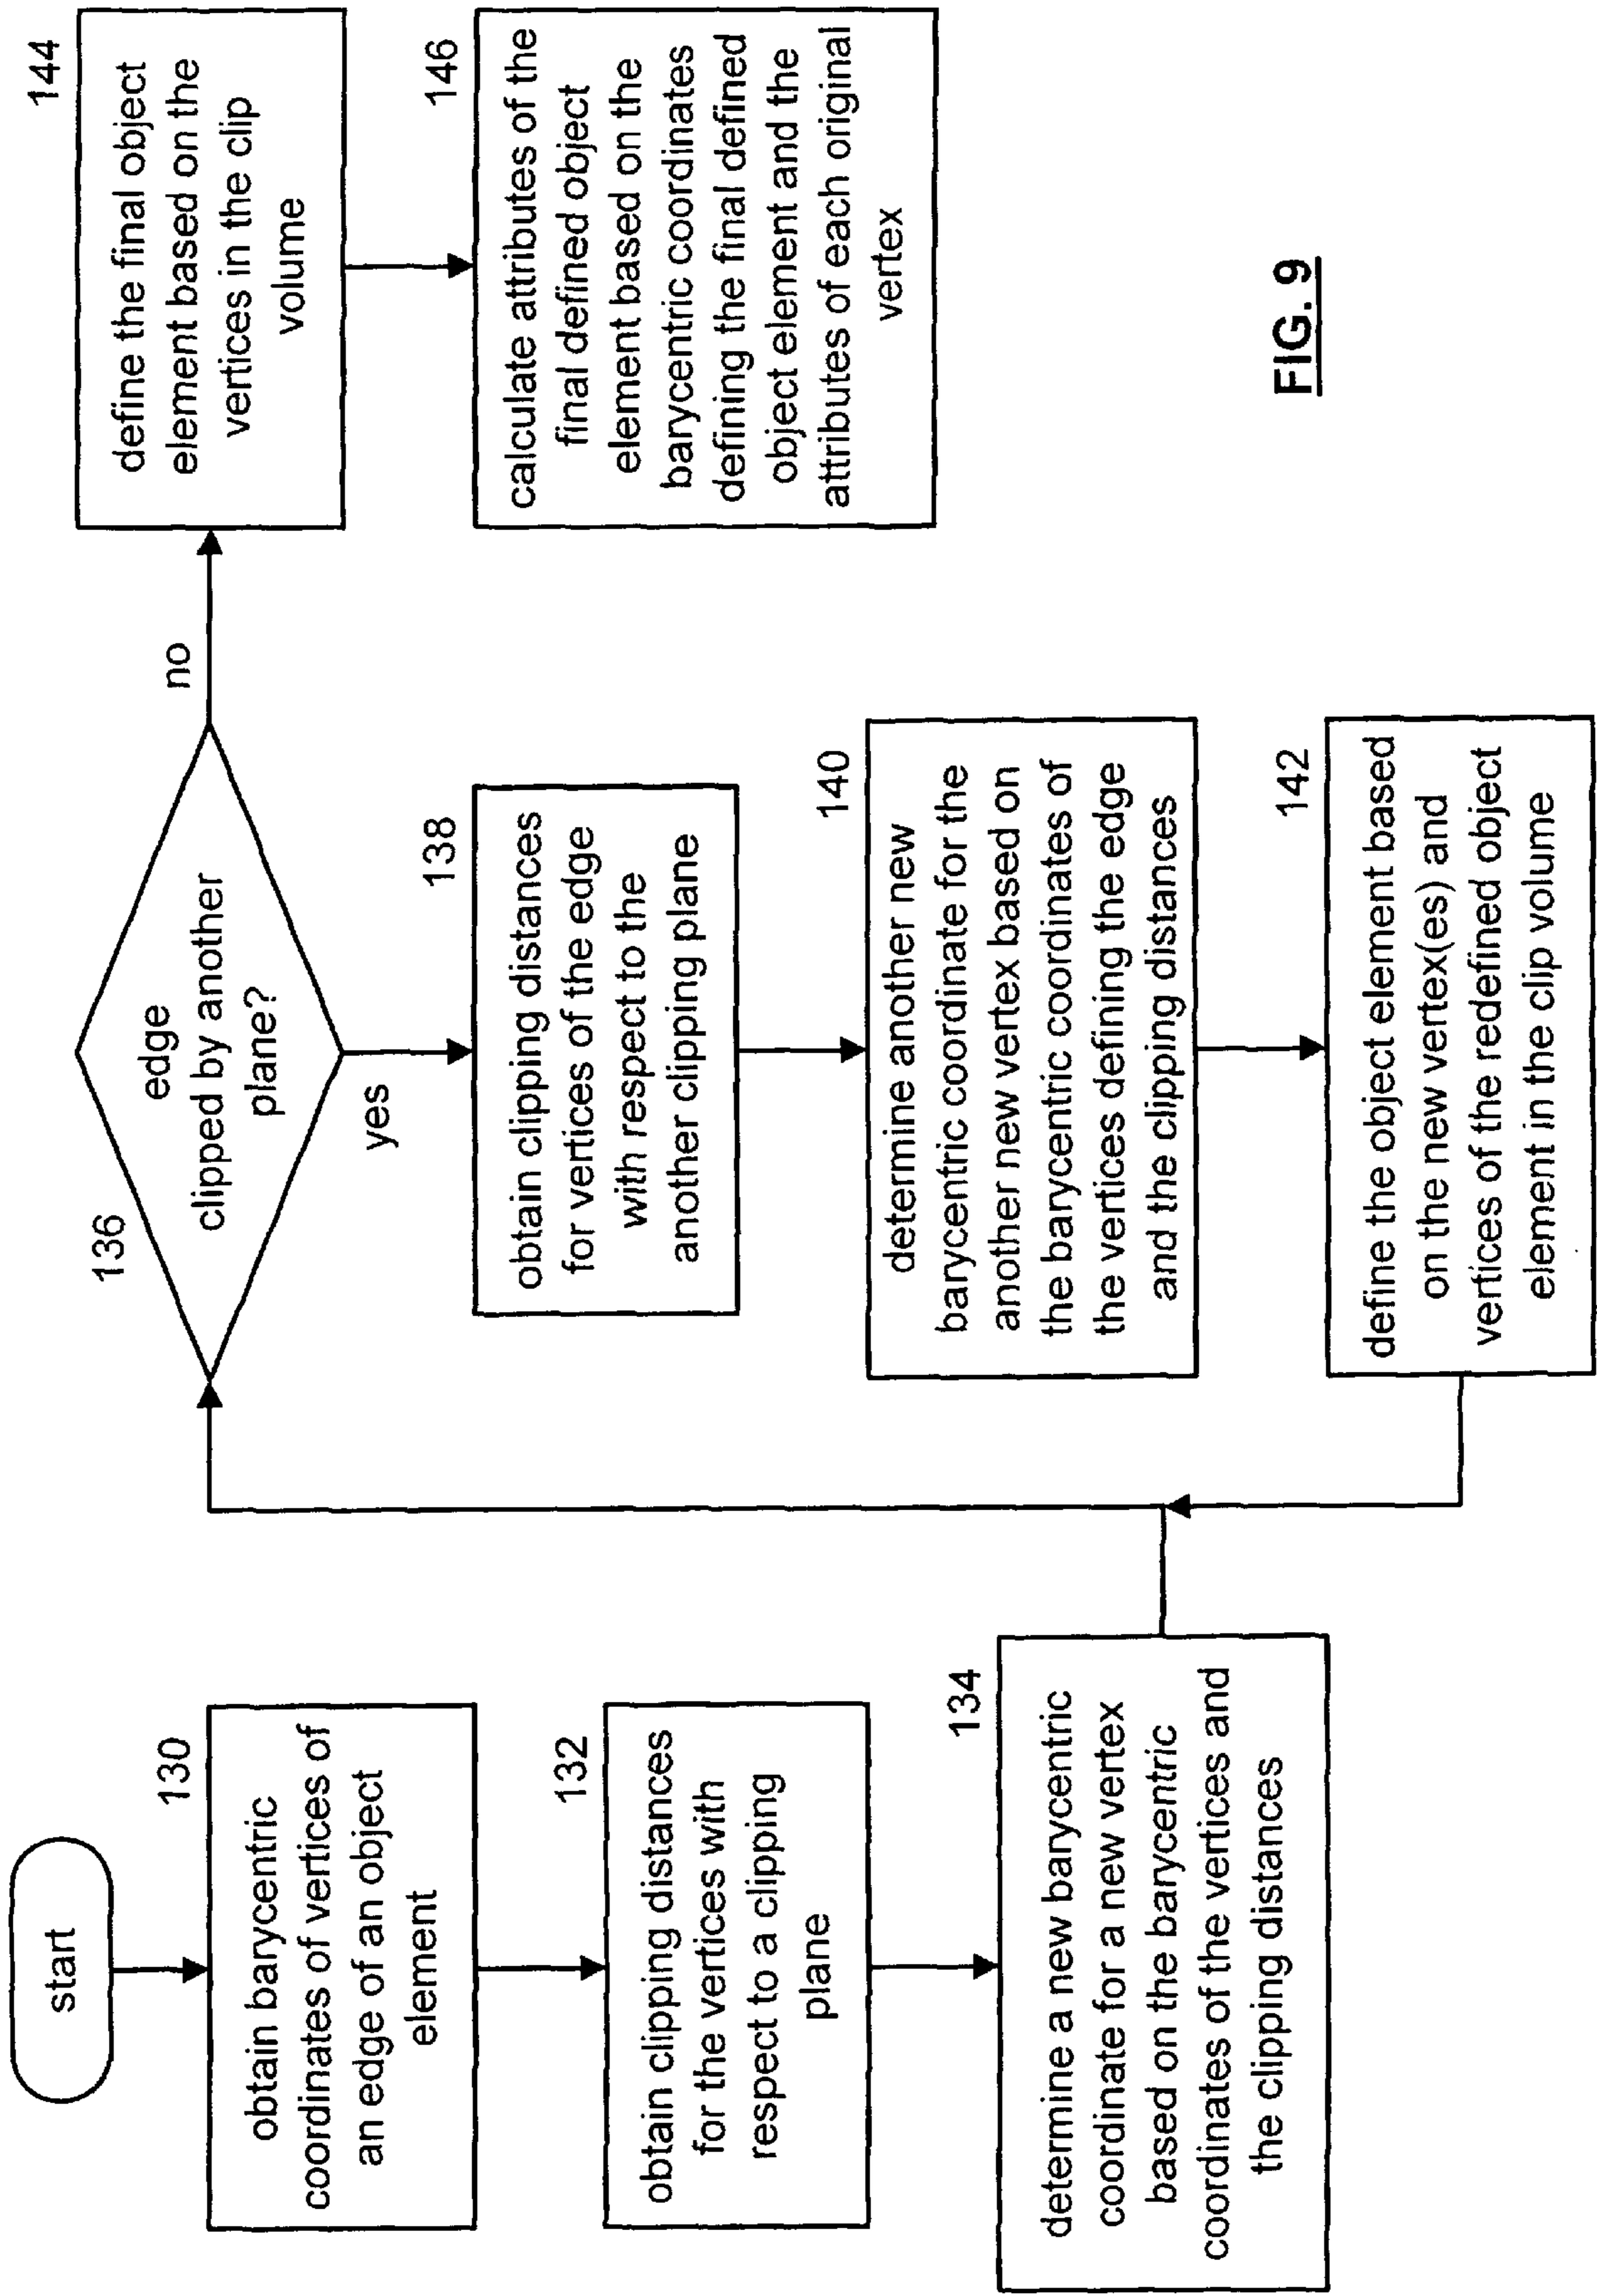 start
130
obtain barycentric
coordinates of vertices of
an edge of an object
element
132
obtain clipping distances
for the vertices with
respect to a clipping
plane
134
determine a new barycentric
coordinate for a new vertex
based on the barycentric
coordinates of the vertices and
the clipping distances
136
edge
clipped by another
plane?
yes
no
138
obtain clipping distances
for vertices of the edge
with respect to the
another clipping plane
140
determine another new
barycentric coordinate for the
another new vertex based on
the barycentric coordinates of
the vertices defining the edge
and the clipping distances
142
define the object element based
on the new vertex(es) and
vertices of the redefined object
element in the clip volume
144
define the final object
element based on the
vertices in the clip
volume
146
calculate attributes of the
final defined object
element based on the
barycentric coordinates
defining the final defined
object element and the
attributes of each original
vertex
FIG. 9